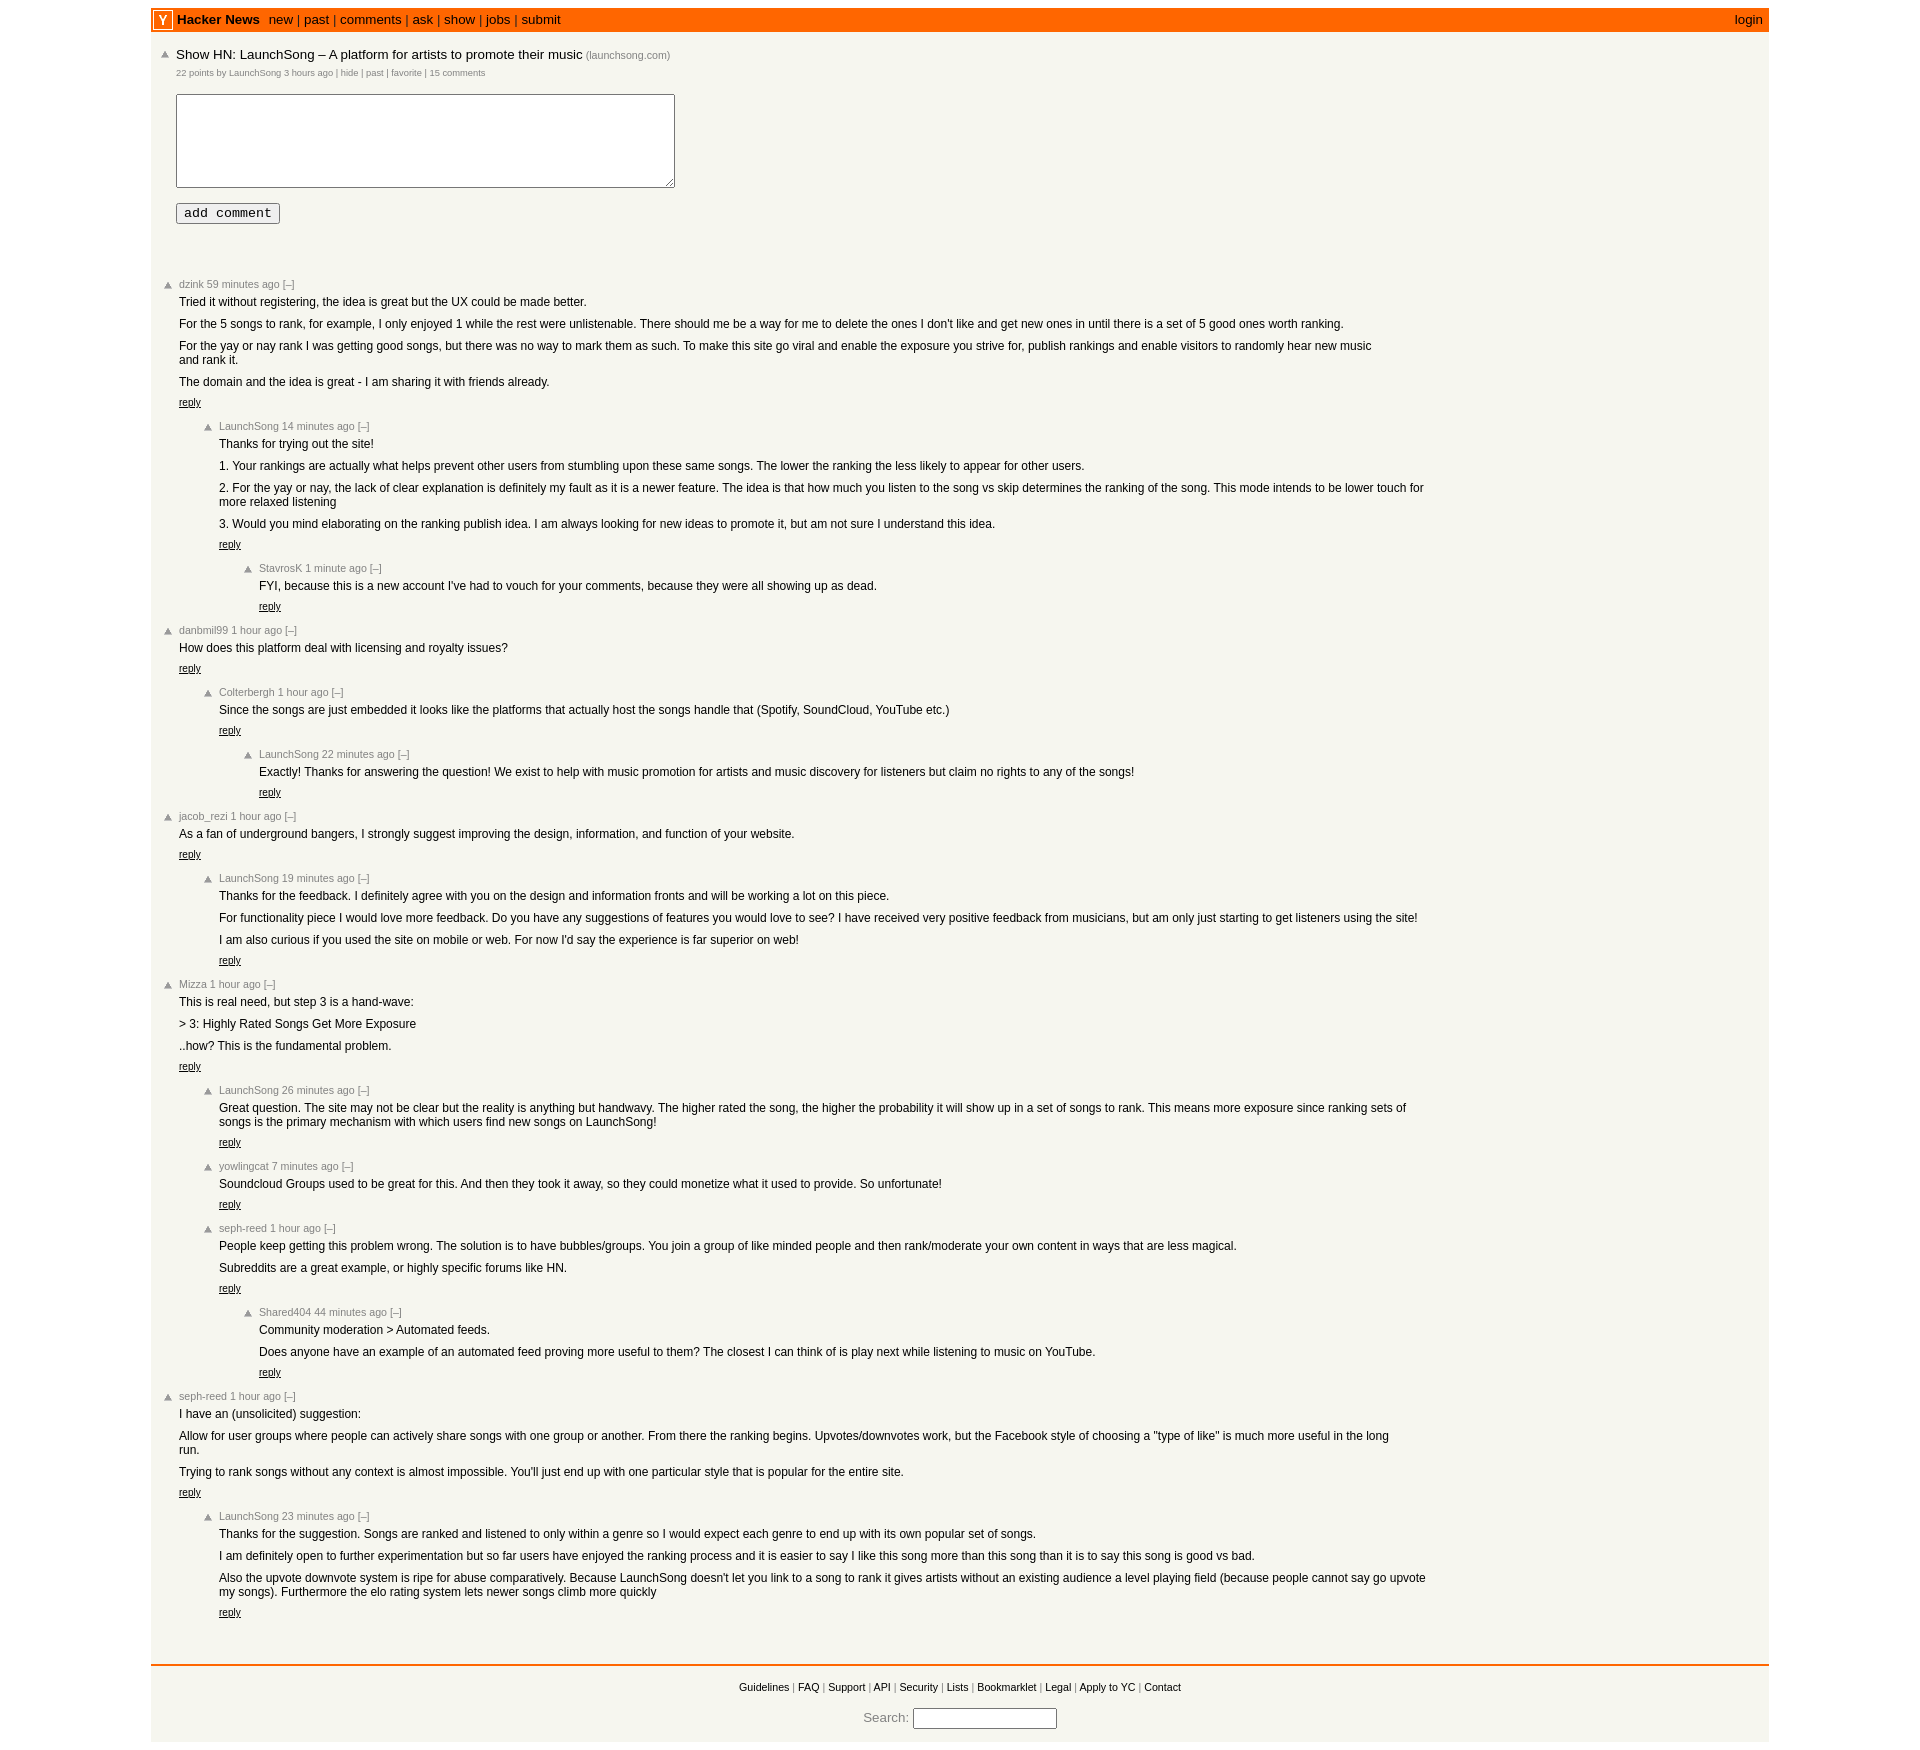 Y Hacker News new | past | comments | ask | show | jobs | submit login
Show HN: LaunchSong – A platform for artists to promote their music (launchsong.com)
22 points by LaunchSong 3 hours ago | hide | past | favorite | 15 comments
add comment
dzink 59 minutes ago [–]
Tried it without registering, the idea is great but the UX could be made better.
For the 5 songs to rank, for example, I only enjoyed 1 while the rest were unlistenable. There should me be a way for me to delete the ones I don't like and get new ones in until there is a set of 5 good ones worth ranking.
For the yay or nay rank I was getting good songs, but there was no way to mark them as such. To make this site go viral and enable the exposure you strive for, publish rankings and enable visitors to randomly hear new music
and rank it.
The domain and the idea is great - I am sharing it with friends already.
reply
LaunchSong 14 minutes ago [–]
Thanks for trying out the site!
1. Your rankings are actually what helps prevent other users from stumbling upon these same songs. The lower the ranking the less likely to appear for other users.
2. For the yay or nay, the lack of clear explanation is definitely my fault as it is a newer feature. The idea is that how much you listen to the song vs skip determines the ranking of the song. This mode intends to be lower touch for
more relaxed listening
3. Would you mind elaborating on the ranking publish idea. I am always looking for new ideas to promote it, but am not sure I understand this idea.
reply
StavrosK 1 minute ago [–]
FYI, because this is a new account I've had to vouch for your comments, because they were all showing up as dead.
reply
danbmil99 1 hour ago [–]
How does this platform deal with licensing and royalty issues?
reply
Colterbergh 1 hour ago [–]
Since the songs are just embedded it looks like the platforms that actually host the songs handle that (Spotify, SoundCloud, YouTube etc.)
reply
LaunchSong 22 minutes ago [–]
Exactly! Thanks for answering the question! We exist to help with music promotion for artists and music discovery for listeners but claim no rights to any of the songs!
reply
jacob_rezi 1 hour ago [–]
As a fan of underground bangers, I strongly suggest improving the design, information, and function of your website.
reply
LaunchSong 19 minutes ago [–]
Thanks for the feedback. I definitely agree with you on the design and information fronts and will be working a lot on this piece.
For functionality piece I would love more feedback. Do you have any suggestions of features you would love to see? I have received very positive feedback from musicians, but am only just starting to get listeners using the site!
I am also curious if you used the site on mobile or web. For now I'd say the experience is far superior on web!
reply
Mizza 1 hour ago [–]
This is real need, but step 3 is a hand-wave:
> 3: Highly Rated Songs Get More Exposure
..how? This is the fundamental problem.
reply
LaunchSong 26 minutes ago [–]
Great question. The site may not be clear but the reality is anything but handwavy. The higher rated the song, the higher the probability it will show up in a set of songs to rank. This means more exposure since ranking sets of
songs is the primary mechanism with which users find new songs on LaunchSong!
reply
yowlingcat 7 minutes ago [–]
Soundcloud Groups used to be great for this. And then they took it away, so they could monetize what it used to provide. So unfortunate!
reply
seph-reed 1 hour ago [–]
People keep getting this problem wrong. The solution is to have bubbles/groups. You join a group of like minded people and then rank/moderate your own content in ways that are less magical.
Subreddits are a great example, or highly specific forums like HN.
reply
Shared404 44 minutes ago [–]
Community moderation > Automated feeds.
Does anyone have an example of an automated feed proving more useful to them? The closest I can think of is play next while listening to music on YouTube.
reply
seph-reed 1 hour ago [–]
I have an (unsolicited) suggestion:
Allow for user groups where people can actively share songs with one group or another. From there the ranking begins. Upvotes/downvotes work, but the Facebook style of choosing a "type of like" is much more useful in the long
run.
Trying to rank songs without any context is almost impossible. You'll just end up with one particular style that is popular for the entire site.
reply
LaunchSong 23 minutes ago [–]
Thanks for the suggestion. Songs are ranked and listened to only within a genre so I would expect each genre to end up with its own popular set of songs.
I am definitely open to further experimentation but so far users have enjoyed the ranking process and it is easier to say I like this song more than this song than it is to say this song is good vs bad.
Also the upvote downvote system is ripe for abuse comparatively. Because LaunchSong doesn't let you link to a song to rank it gives artists without an existing audience a level playing field (because people cannot say go upvote
my songs). Furthermore the elo rating system lets newer songs climb more quickly
reply
Guidelines | FAQ | Support | API | Security | Lists | Bookmarklet | Legal | Apply to YC | Contact
Search: